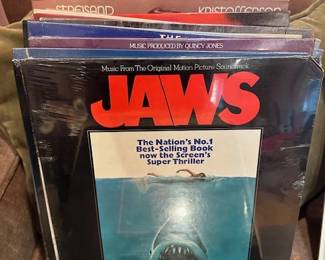 STREISAND KRISTOFFERSON
THE
MUSIC PRODUCED BY QUINCY JONES
Music From The Original Motion Picture Soundtrack
JAWS
The Nation's No.1
Best-Selling Book
now the Screen's
Super Thriller